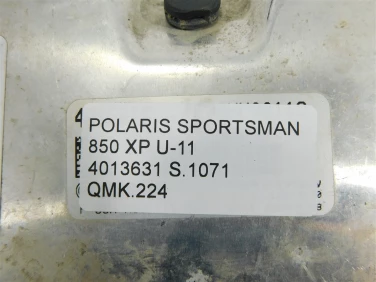 POLARIS SPORTSMAN
850 XP U-11
4013631 S.1071
QMK.224